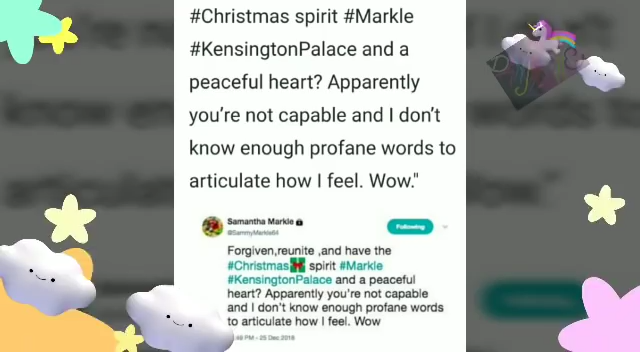 #Christmas spirit #Markle
#KensingtonPalace and a
peaceful heart? Apparently
you’re not capable and I don’t
know enough profane words to
articulate how I feel. Wow."
Samantha Markle
@SammyMarkle64
Following
Forgiven,reunite ,and have the
#Christmas spirit #Markle
#KensingtonPalace and a peaceful
heart? Apparently you're not capable
and I don't know enough profane words
to articulate how I feel. Wow
PM - 25 Dec 2018